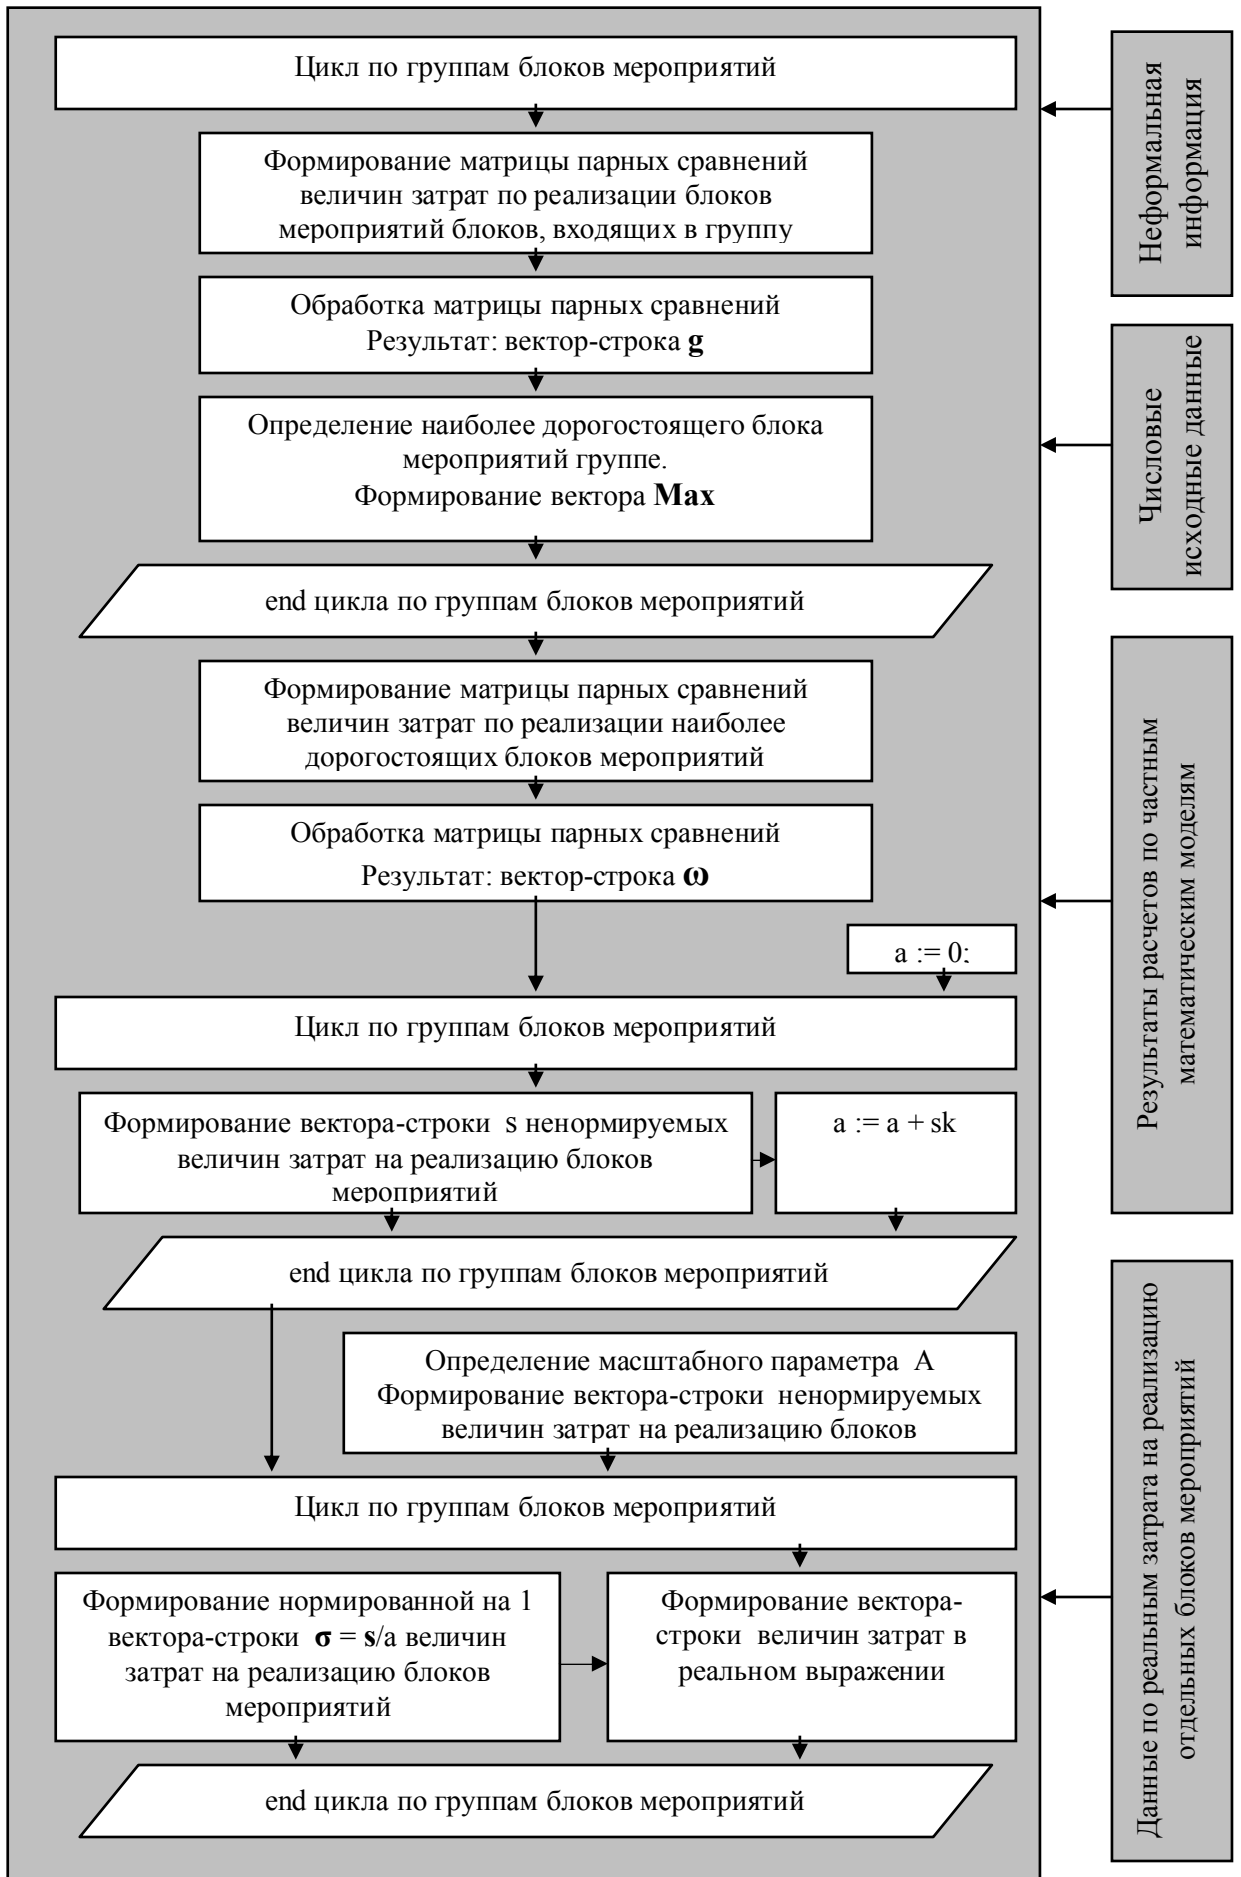 Цикл по группам блоков мероприятий
Формирование матрицы парных сравнений
величин затрат по реализации блоков
мероприятий блоков, входящих в группу
Обработка матрицы парных сравнений
Результат: вектор-строка g
Определение наиболее дорогостоящего блока
мероприятий группе.
Формирование вектора Max
end цикла по группам блоков мероприятий
Формирование матрицы парных сравнений
величин затрат по реализации наиболее
дорогостоящих блоков мероприятий
Обработка матрицы парных сравнений
Результат: вектор-строка ω
a := 0;
Цикл по группам блоков мероприятий
Формирование вектора-строки s ненормируемых
величин затрат на реализацию блоков
мероприятий
a := a + sk
end цикла по группам блоков мероприятий
Определение масштабного параметра A
Формирование вектора-строки ненормируемых
величин затрат на реализацию блоков
Цикл по группам блоков мероприятий
Формирование нормированной на 1
вектора-строки σ = s/a величин
затрат на реализацию блоков
мероприятий
Формирование вектора-
строки величин затрат в
реальном выражении
end цикла по группам блоков мероприятий
Неформальная
информация
Числовые
исходные данные
Результаты расчетов по частным
математическим моделям
Данные по реальным затрата на реализацию
отдельных блоков мероприятий